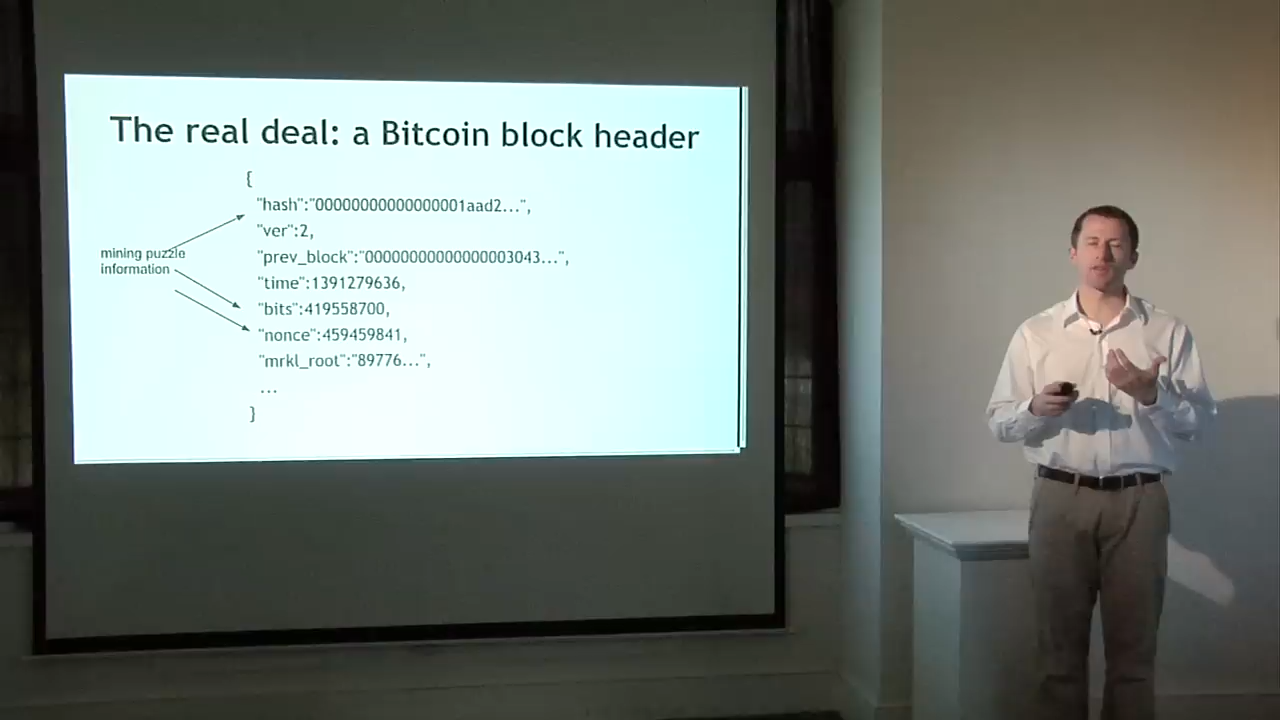 The real deal: a Bitcoin block header
{
"hash":"00000000000000001aad2...",
"ver":2,
"prev_block":"00000000000000003043...",
"time":1391279636,
"bits":419558700,
"nonce":459459841,
"mrkl_root":"89776...",
...
}
mining puzzle
information